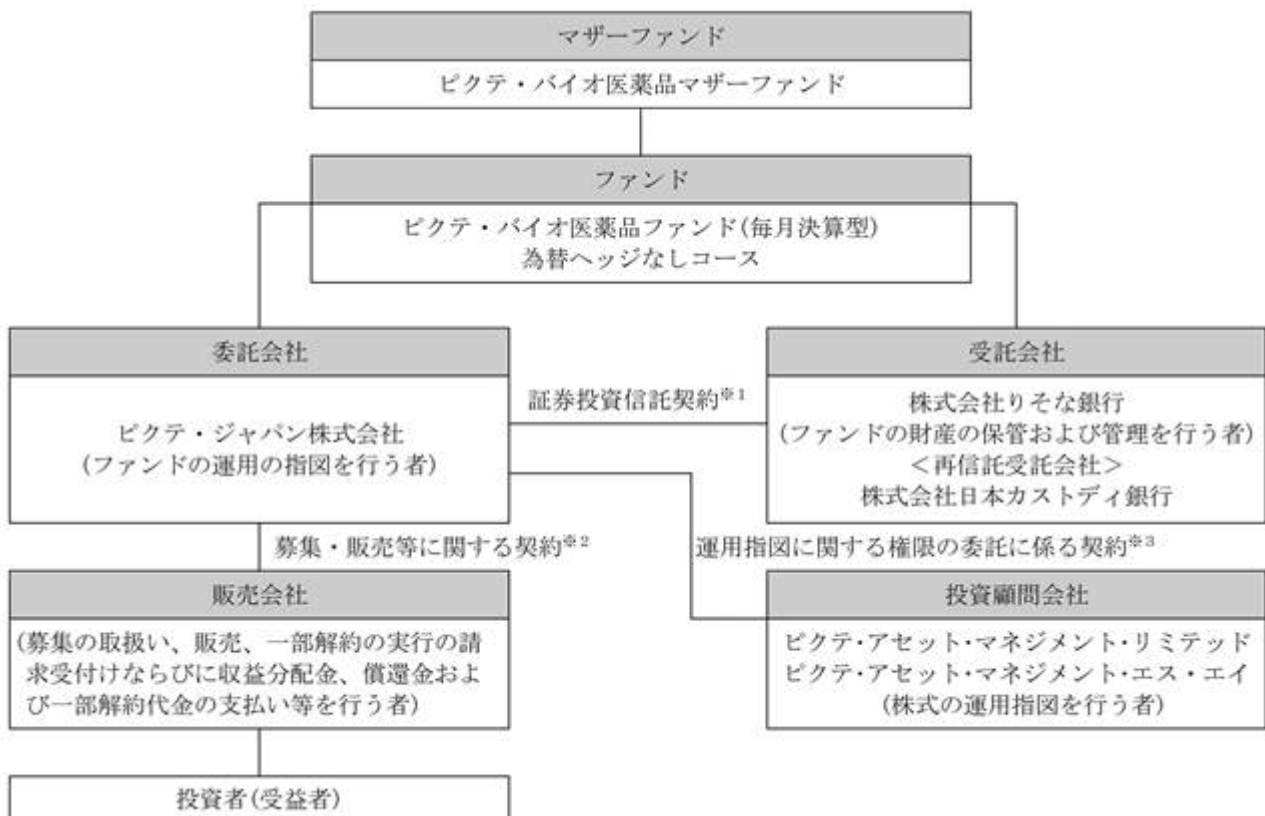 マザーファンド
ピクテ・バイオ医薬品マザーファンド
ファンド
ピクテ・バイオ医薬品ファンド(毎月決算型)
為替ヘッジなしコース
委託会社
ピクテ・ジャパン株式会社
(ファンドの運用の指図を行う者)
証券投資信託契約※1
受託会社
株式会社りそな銀行
(ファンドの財産の保管および管理を行う者)
＜再信託受託会社＞
株式会社日本カストディ銀行
募集・販売等に関する契約※2
運用指図に関する権限の委託に係る契約※3
販売会社
(募集の取扱い、販売、一部解約の実行の請
求受付けならびに収益分配金、償還金およ
び一部解約代金の支払い等を行う者)
投資顧問会社
ピクテ・アセット・マネジメント・リミテッド
ピクテ・アセット・マネジメント・エス・エイ
(株式の運用指図を行う者)
投資者(受益者)